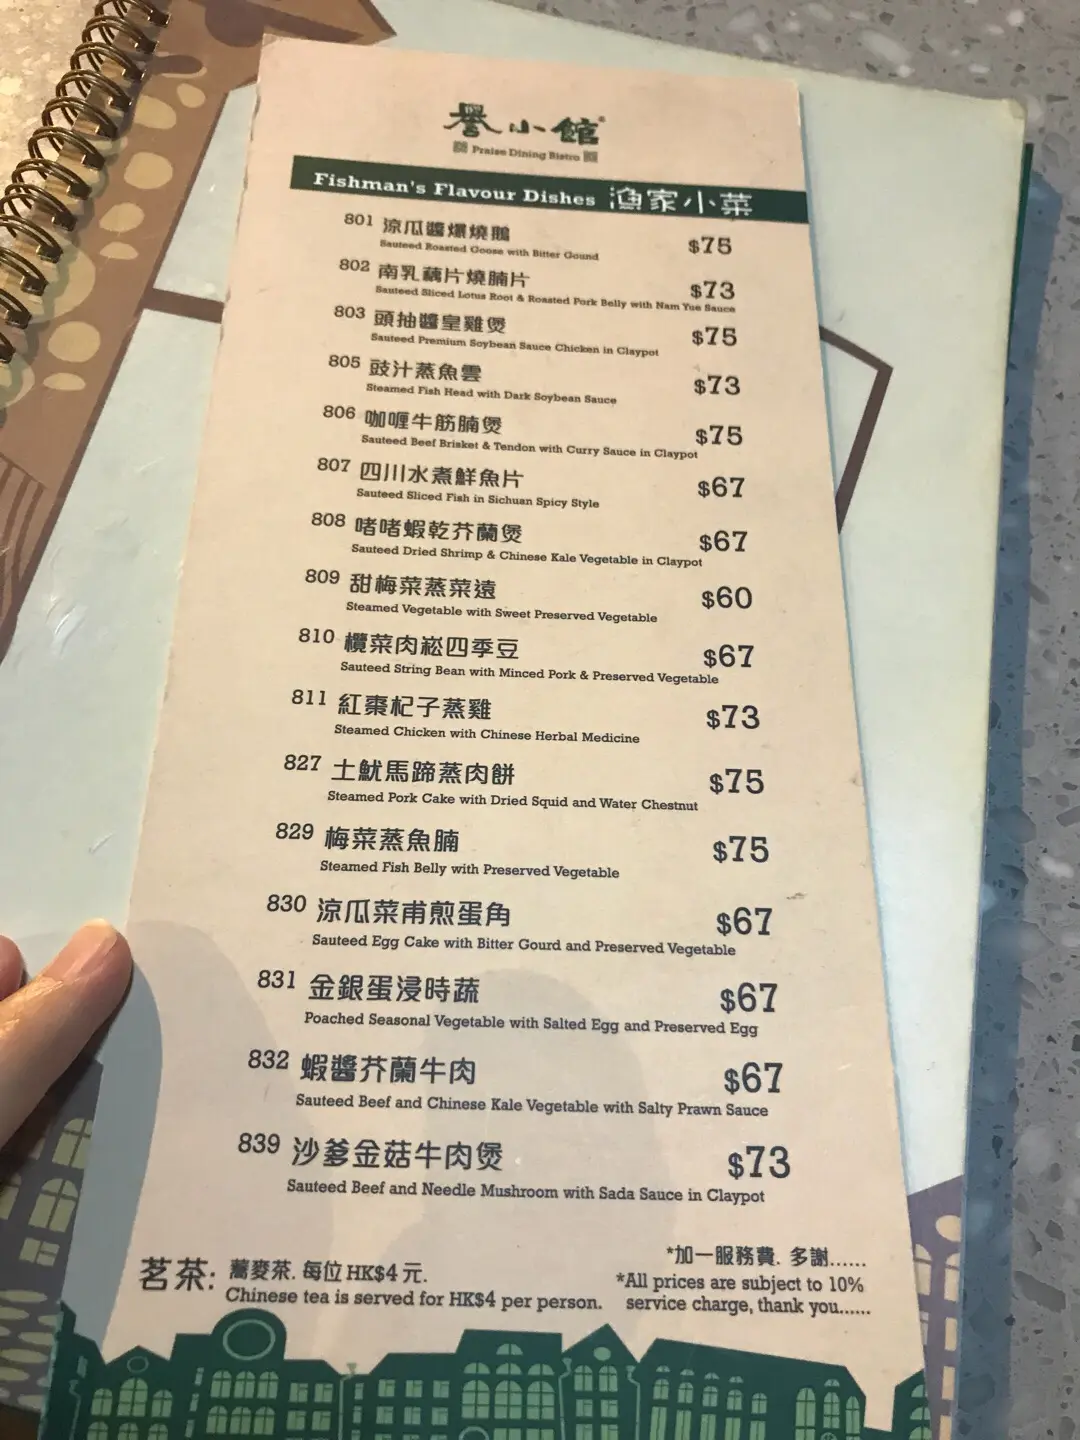 譽小館
Praise Dining Bistro
Fishman's Flavour Dishes 漁家小菜
801 涼瓜醬爆燒鵝 $75
Sauteed Roasted Goose with Bitter Gound
802 南乳藕片燒腩片 $73
Sauteed Sliced Lotus Root & Roasted Pork Belly with Nam Yue Sauce
803 頭抽醬皇雞煲 $75
Sauteed Premium Soybean Sauce Chicken in Claypot
805 豉汁蒸魚雲 $73
Steamed Fish Head with Dark Soybean Sauce
806 咖喱牛筋腩煲 $75
Sauteed Beef Brisket & Tendon with Curry Sauce in Claypot
807 四川水煮鮮魚片 $67
Sauteed Sliced Fish in Sichuan Spicy Style
808 啫啫蝦乾芥蘭煲 $67
Sauteed Dried Shrimp & Chinese Kale Vegetable in Claypot
809 甜梅菜蒸菜遠 $60
Steamed Vegetable with Sweet Preserved Vegetable
810 欖菜肉崧四季豆 $67
Sauteed String Bean with Minced Pork & Preserved Vegetable
811 紅棗杞子蒸雞 $73
Steamed Chicken with Chinese Herbal Medicine
827 土魷馬蹄蒸肉餅 $75
Steamed Pork Cake with Dried Squid and Water Chestnut
829 梅菜蒸魚腩 $75
Steamed Fish Belly with Preserved Vegetable
830 涼瓜菜甫煎蛋角 $67
Sauteed Egg Cake with Bitter Gourd and Preserved Vegetable
831 金銀蛋浸時蔬 $67
Poached Seasonal Vegetable with Salted Egg and Preserved Egg
832 蝦醬芥蘭牛肉 $67
Sauteed Beef and Chinese Kale Vegetable with Salty Prawn Sauce
839 沙爹金菇牛肉煲 $73
Sauteed Beef and Needle Mushroom with Sada Sauce in Claypot
茗茶: 蕎麥茶. 每位HK$4元.
Chinese tea is served for HK$4 per person.
*加一服務費. 多謝......
*All prices are subject to 10%
service charge, thank you......